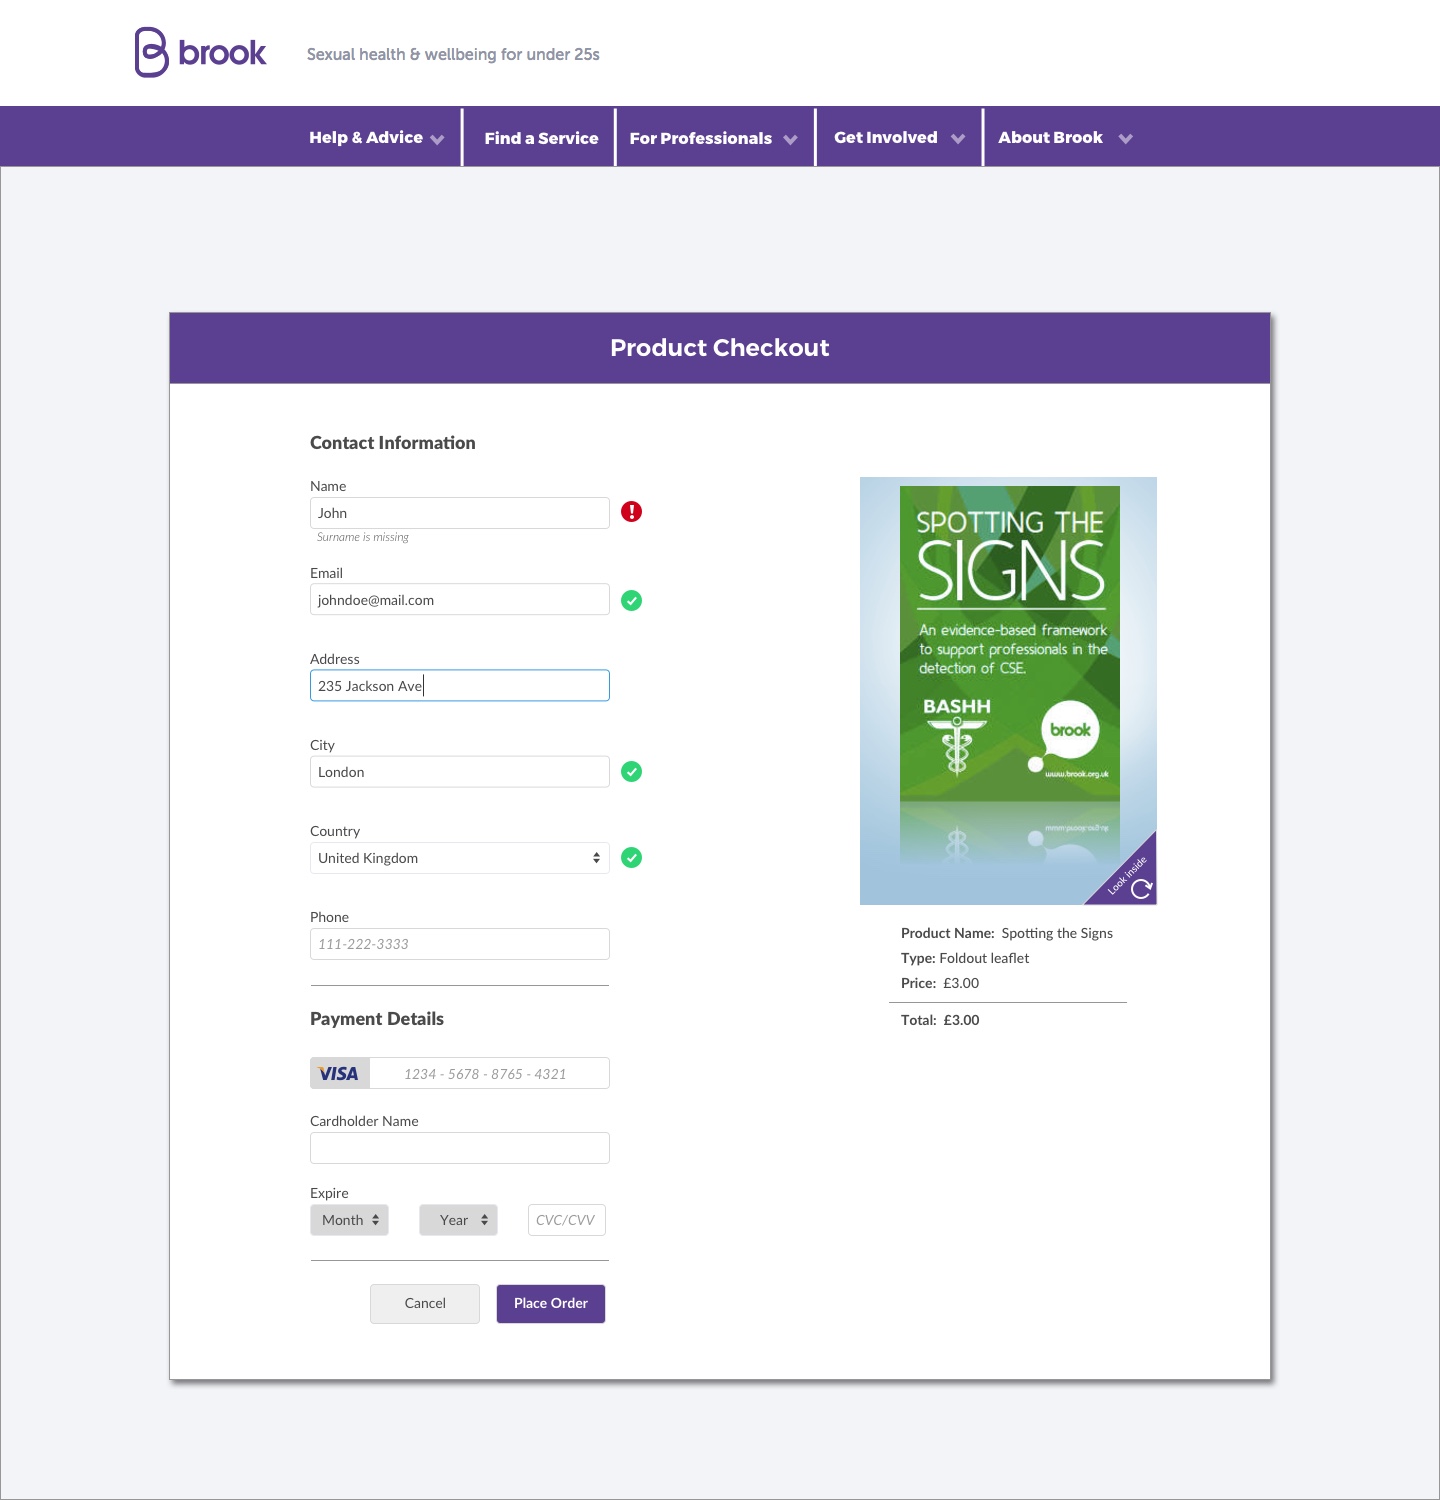 brook
Sexual health & wellbeing for under 25s
Help & Advice
Find a Service
For Professionals
Get Involved
About Brook
Product Checkout
Contact Information
Name
John
Surname is missing
Email
johndoe@mail.com
Address
235 Jackson Ave
City
London
Country
United Kingdom
Phone
111-222-3333
Payment Details
VISA
1234 - 5678 - 8765 - 4321
Cardholder Name
Expire
Month
Year
CVC/CVV
Cancel
Place Order
SPOTTING THE
SIGNS
An evidence-based framework
to support professionals in the
detection of CSE.
BASHH
brook
www.brook.org.uk
Look inside
Product Name: Spotting the Signs
Type: Foldout leaflet
Price: £3.00
Total: £3.00